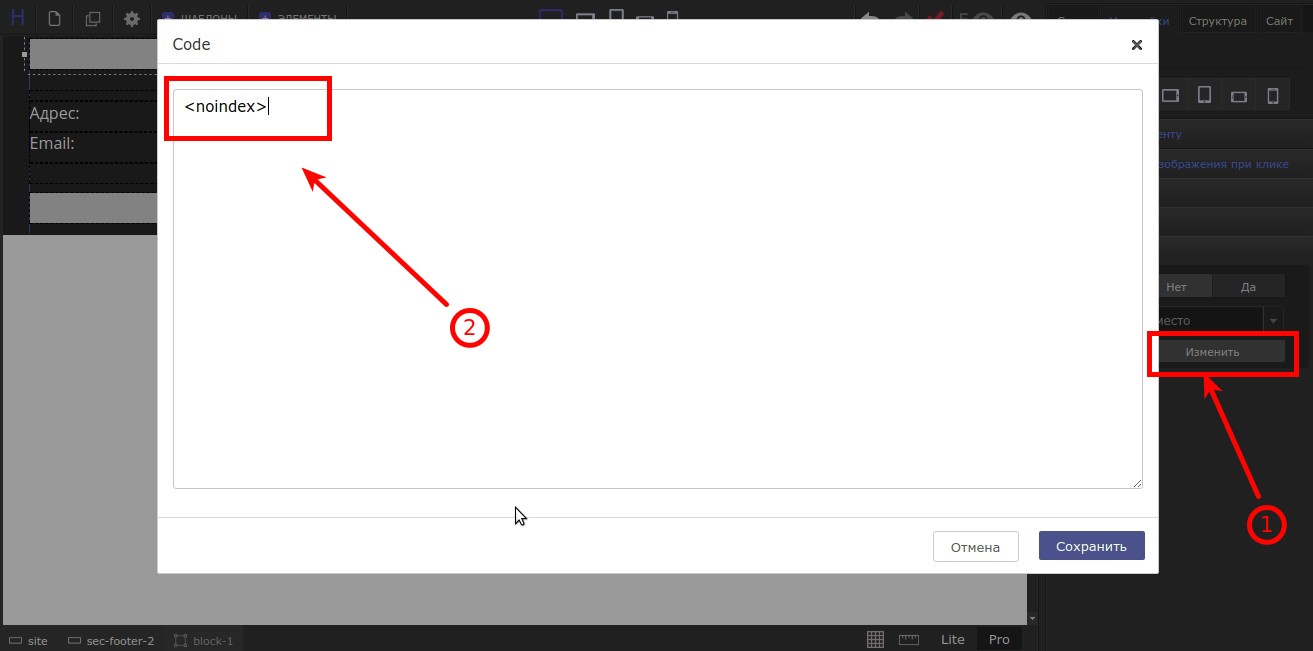 H
ШАБЛОНЫ
ЭЛЕМЕНТЫ
Структура
Сайт
Code
<noindex>
Адрес:
Email:
2
енту
зображения при клике
Нет
Да
место
Изменить
1
Отмена
Сохранить
site
sec-footer-2
block-1
Lite
Pro